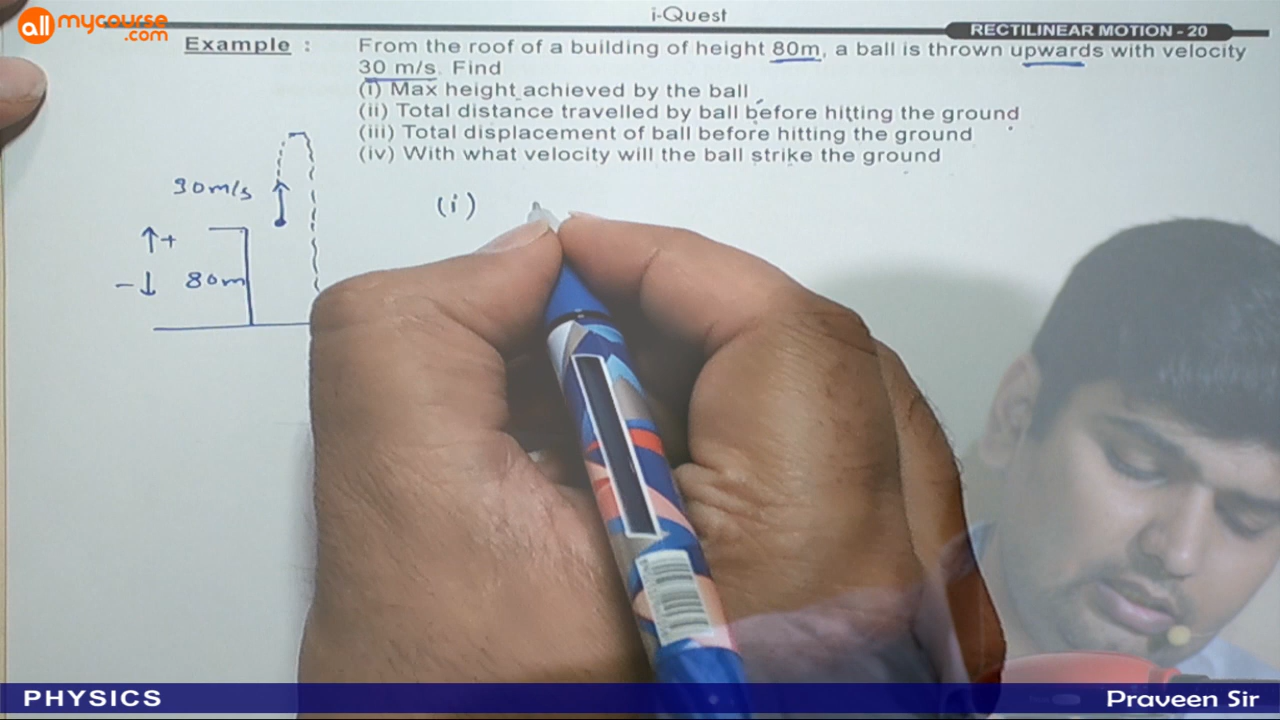 all mycourse.com
i-Quest
RECTILINEAR MOTION - 20
Example : From the roof of a building of height 80m, a ball is thrown upwards with velocity
30 m/s. Find
(i) Max height achieved by the ball
(ii) Total distance travelled by ball before hitting the ground
(iii) Total displacement of ball before hitting the ground
(iv) With what velocity will the ball strike the ground
30m/s
(i)
↑+
-↓ 80m
PHYSICS
Praveen Sir